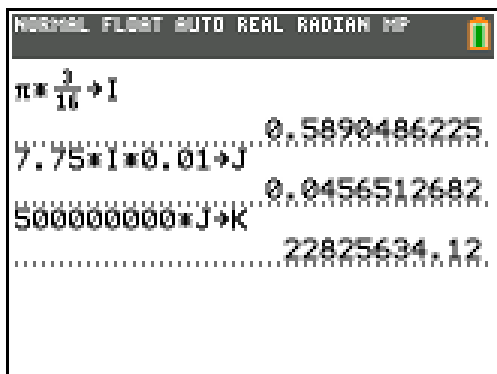 NORMAL FLOAT AUTO REAL RADIAN MP
π*3/16→I
0.5890486225
7.75*I*0.01→J
0.0456512682
500000000*J→K
22825634.12